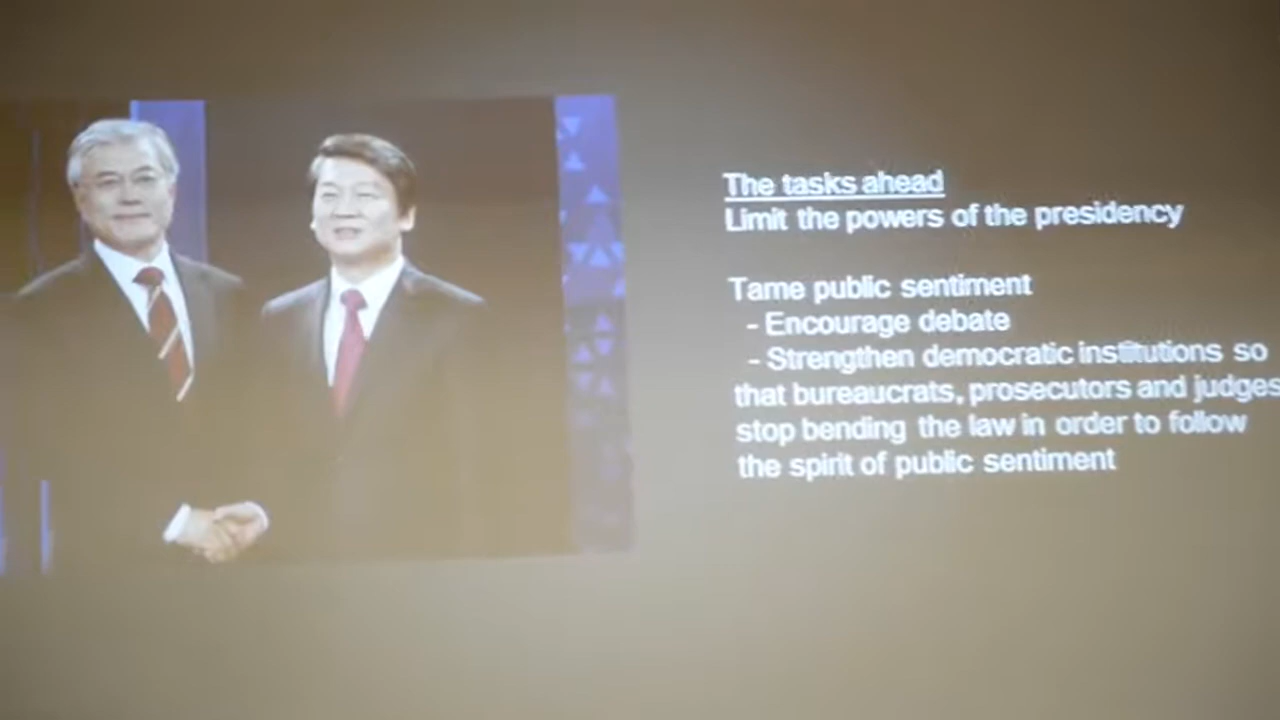 The tasks ahead
Limit the powers of the presidency
Tame public sentiment
- Encourage debate
- Strengthen democratic institutions so
that bureaucrats, prosecutors and judges
stop bending the law in order to follow
the spirit of public sentiment